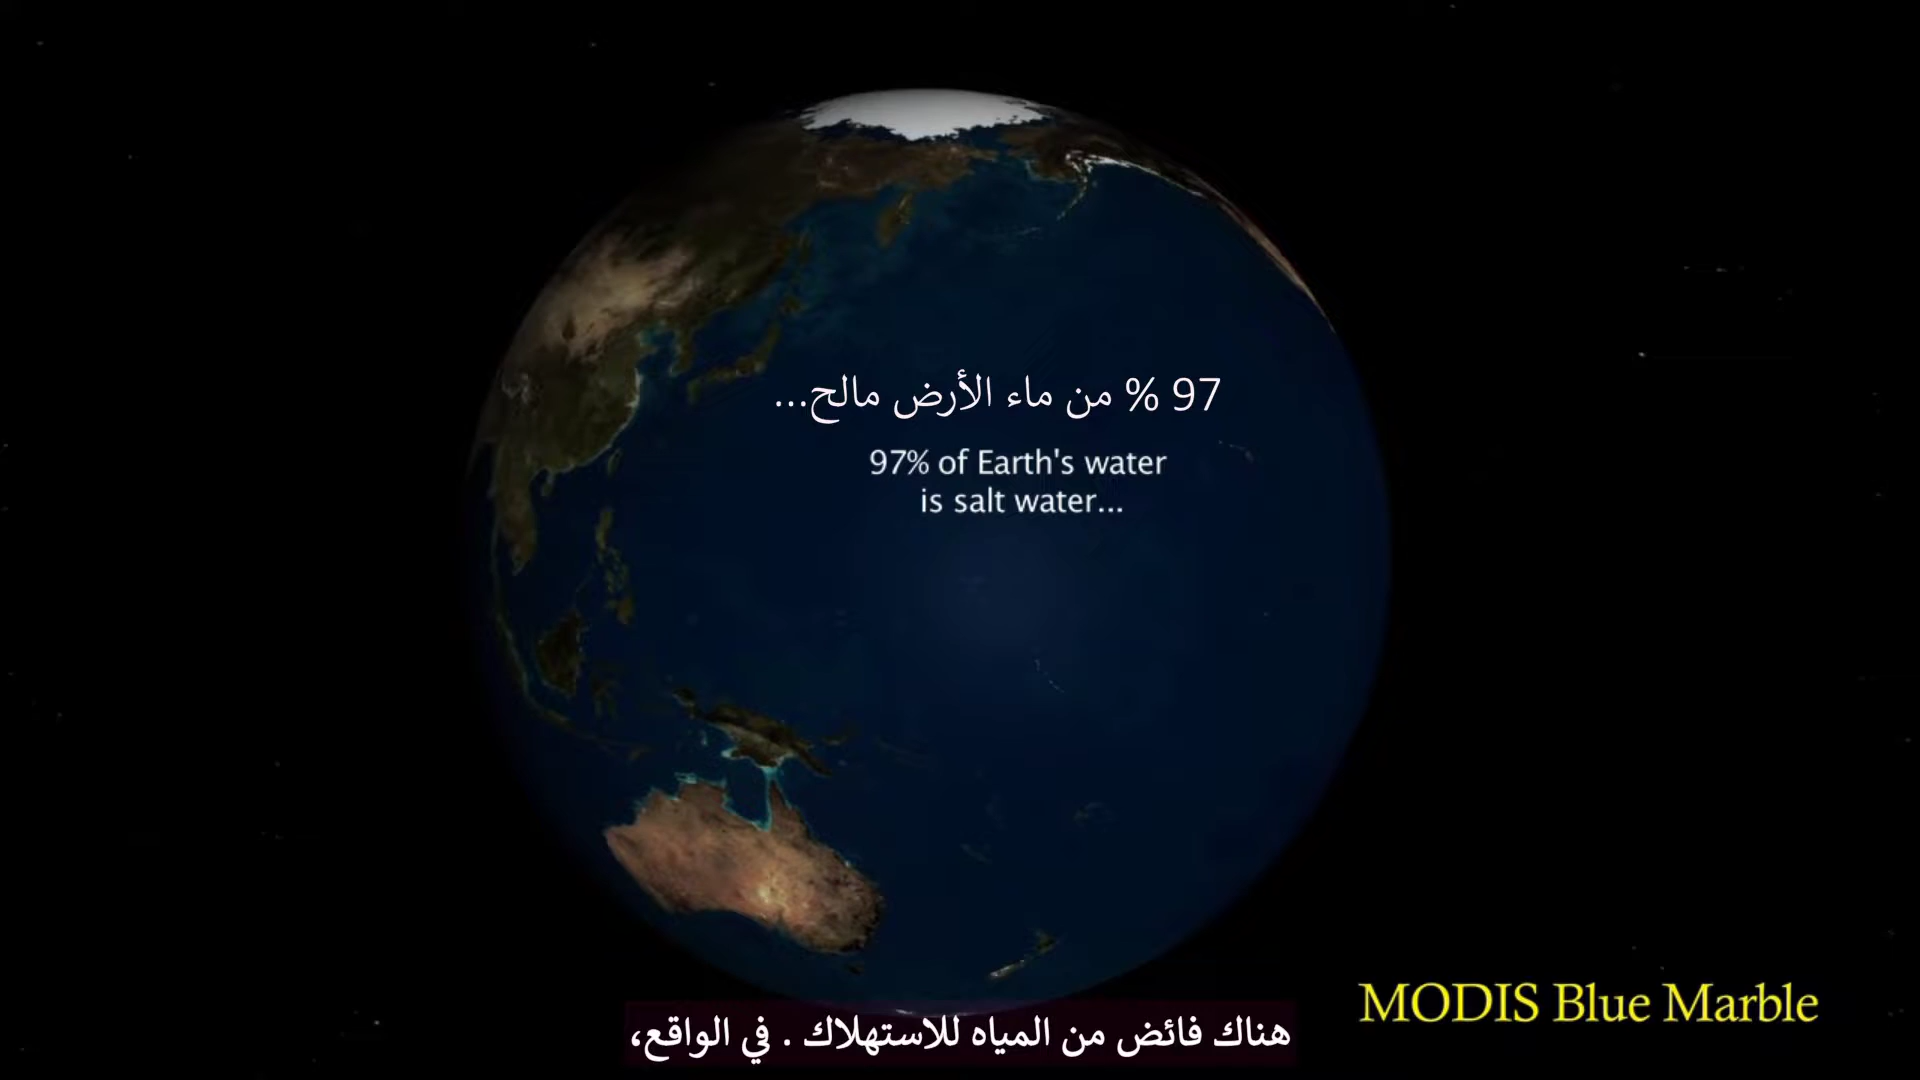 97 % من ماء الأرض مالح...
97% of Earth's water
is salt water...
MODIS Blue Marble
هناك فائض من المياه للاستهلاك . في الواقع،